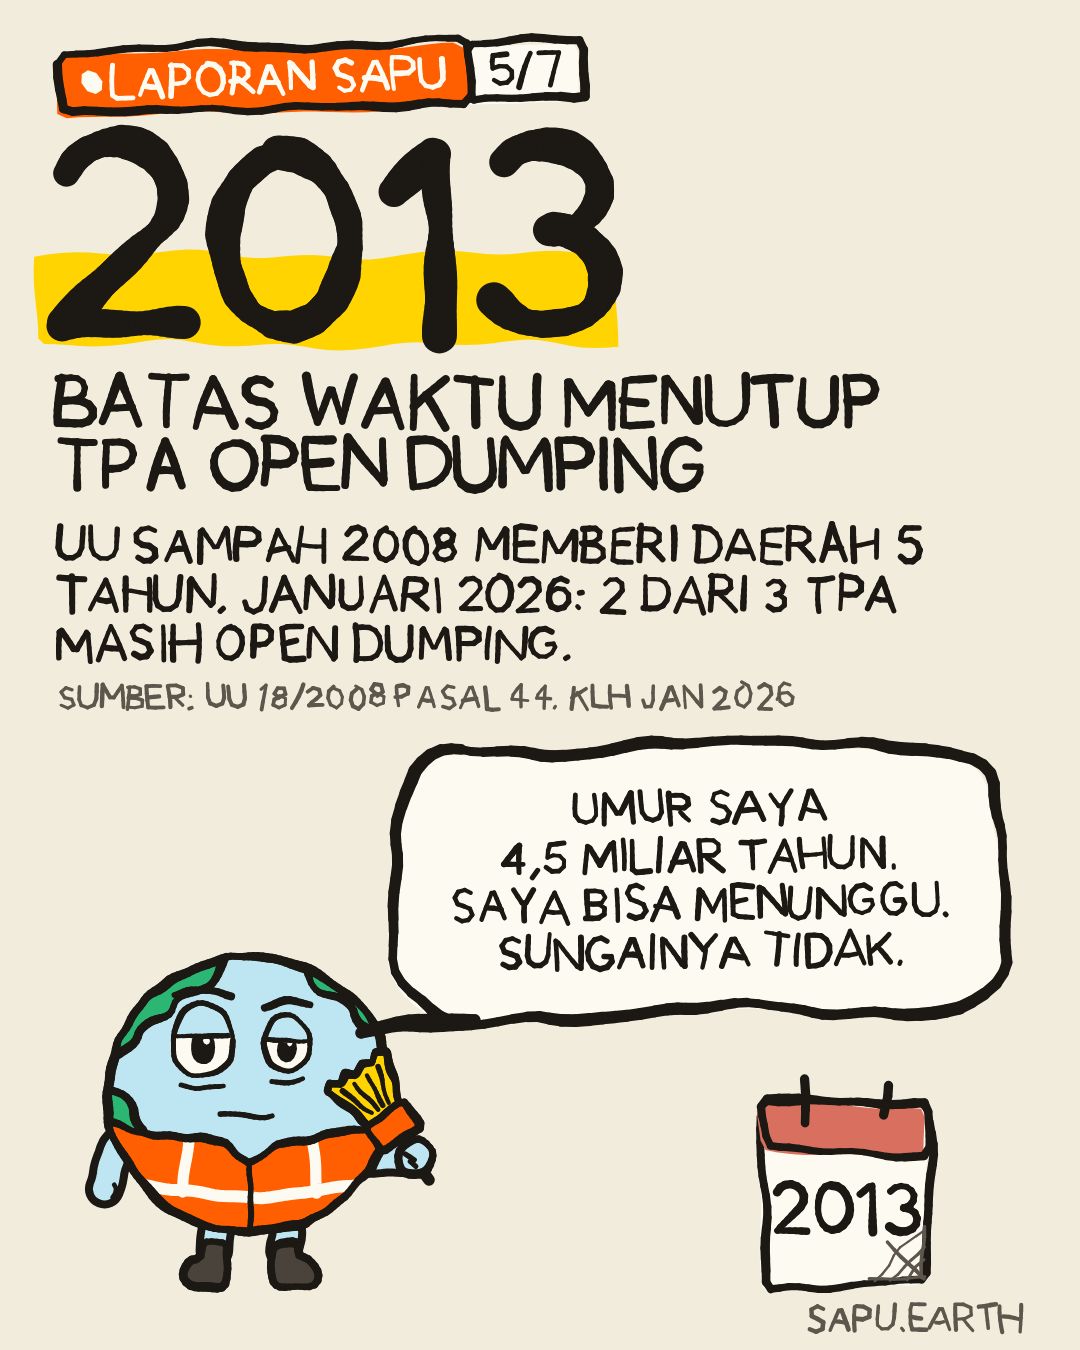 LAPORAN SAPU 5/7
2013
BATAS WAKTU MENUTUP
TPA OPEN DUMPING
UU SAMPAH 2008 MEMBERI DAERAH 5
TAHUN. JANUARI 2026: 2 DARI 3 TPA
MASIH OPEN DUMPING.
SUMBER: UU 18/2008 PASAL 44. KLH JAN 2026
UMUR SAYA
4,5 MILIAR TAHUN.
SAYA BISA MENUNGGU.
SUNGAINYA TIDAK.
2013
SAPU.EARTH